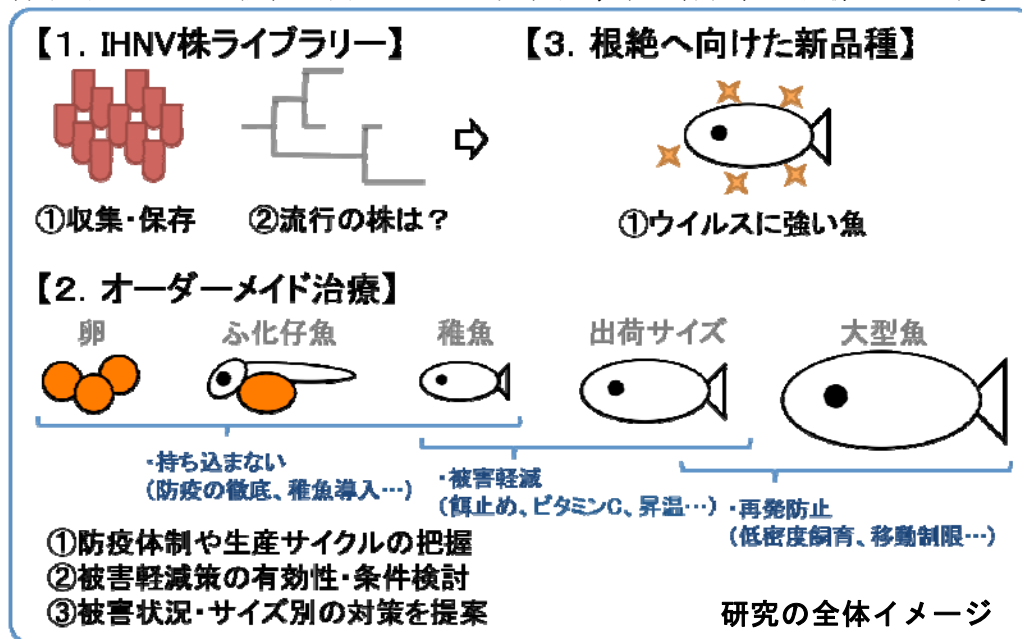 【1．IHNV株ライブラリー】
【3．根絶へ向けた新品種】
①収集・保存
②流行の株は？
①ウイルスに強い魚
【2．オーダーメイド治療】
卵
ふ化仔魚
稚魚
出荷サイズ
大型魚
・持ち込まない
(防疫の徹底、稚魚導入…)
・被害軽減
(餌止め、ビタミンC、昇温…)
・再発防止
(低密度飼育、移動制限…)
①防疫体制や生産サイクルの把握
②被害軽減策の有効性・条件検討
③被害状況・サイズ別の対策を提案
研究の全体イメージ